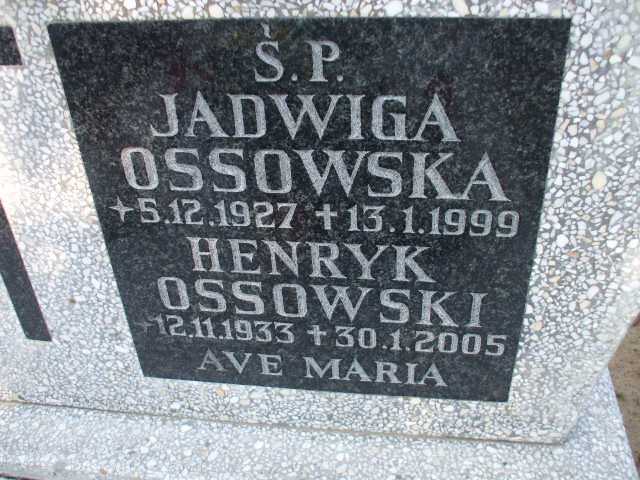 Ś.P.
JADWIGA
OSSOWSKA
+5.12.1927 +13.1.1999
HENRYK
OSSOWSKI
+12.11.1933 +30.1.2005
AVE MARIA